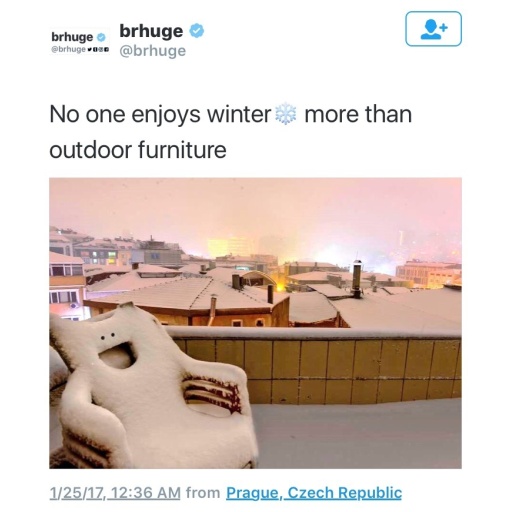 brhuge
@brhuge
brhuge
@brhuge
No one enjoys winter❄️ more than
outdoor furniture
1/25/17, 12:36 AM from Prague, Czech Republic